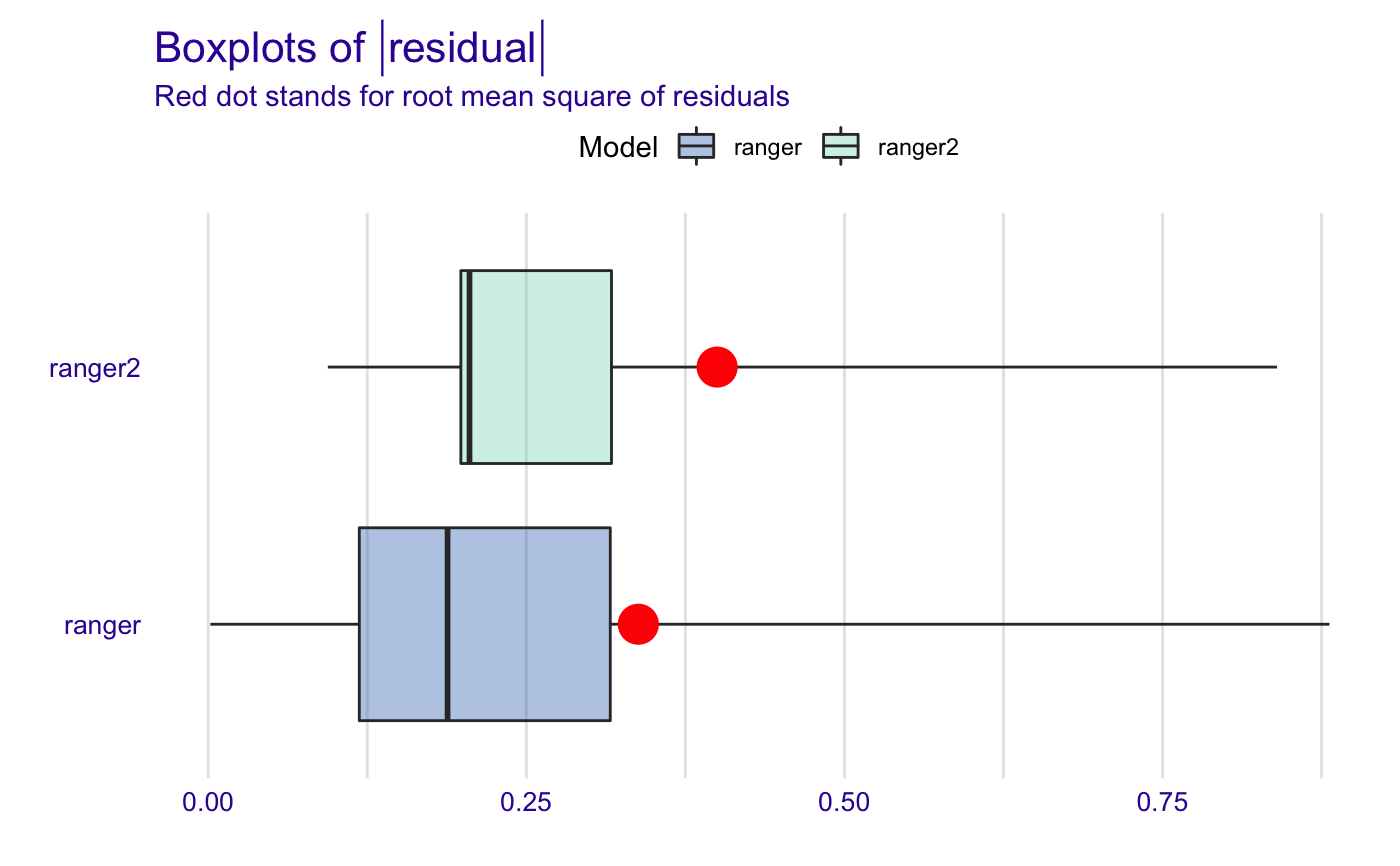 Boxplots of |residual|
Red dot stands for root mean square of residuals
Model ranger ranger2
ranger2
ranger
0.00 0.25 0.50 0.75